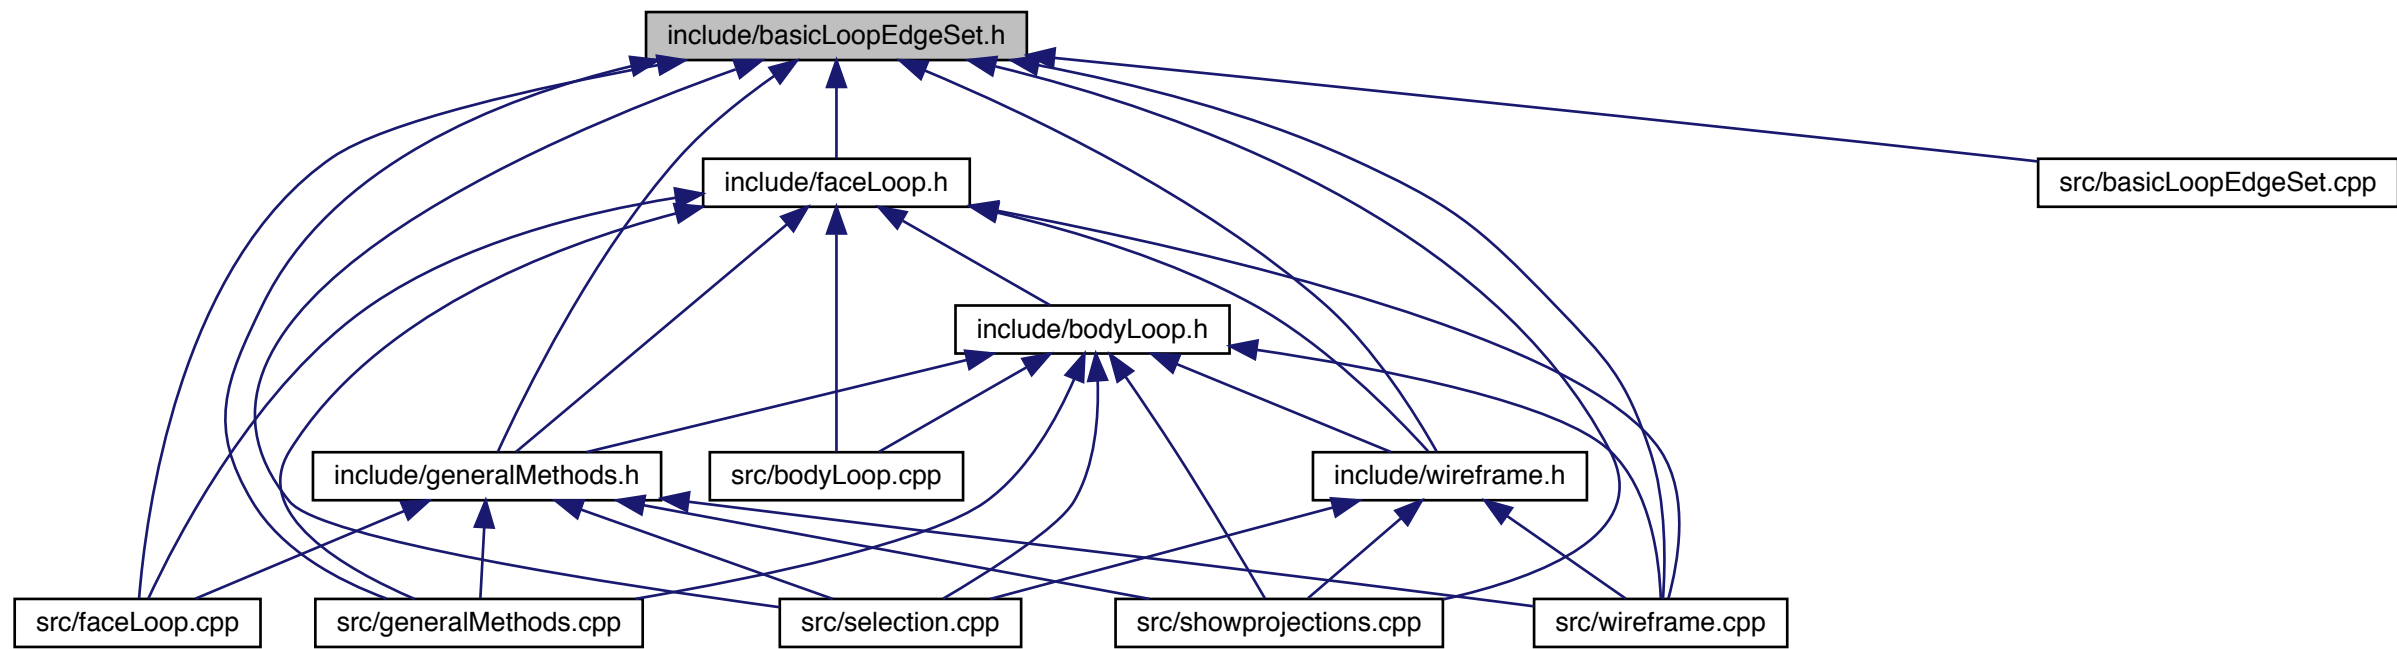 include/basicLoopEdgeSet.h
include/faceLoop.h
src/basicLoopEdgeSet.cpp
include/bodyLoop.h
include/generalMethods.h
src/bodyLoop.cpp
include/wireframe.h
src/faceLoop.cpp
src/generalMethods.cpp
src/selection.cpp
src/showprojections.cpp
src/wireframe.cpp